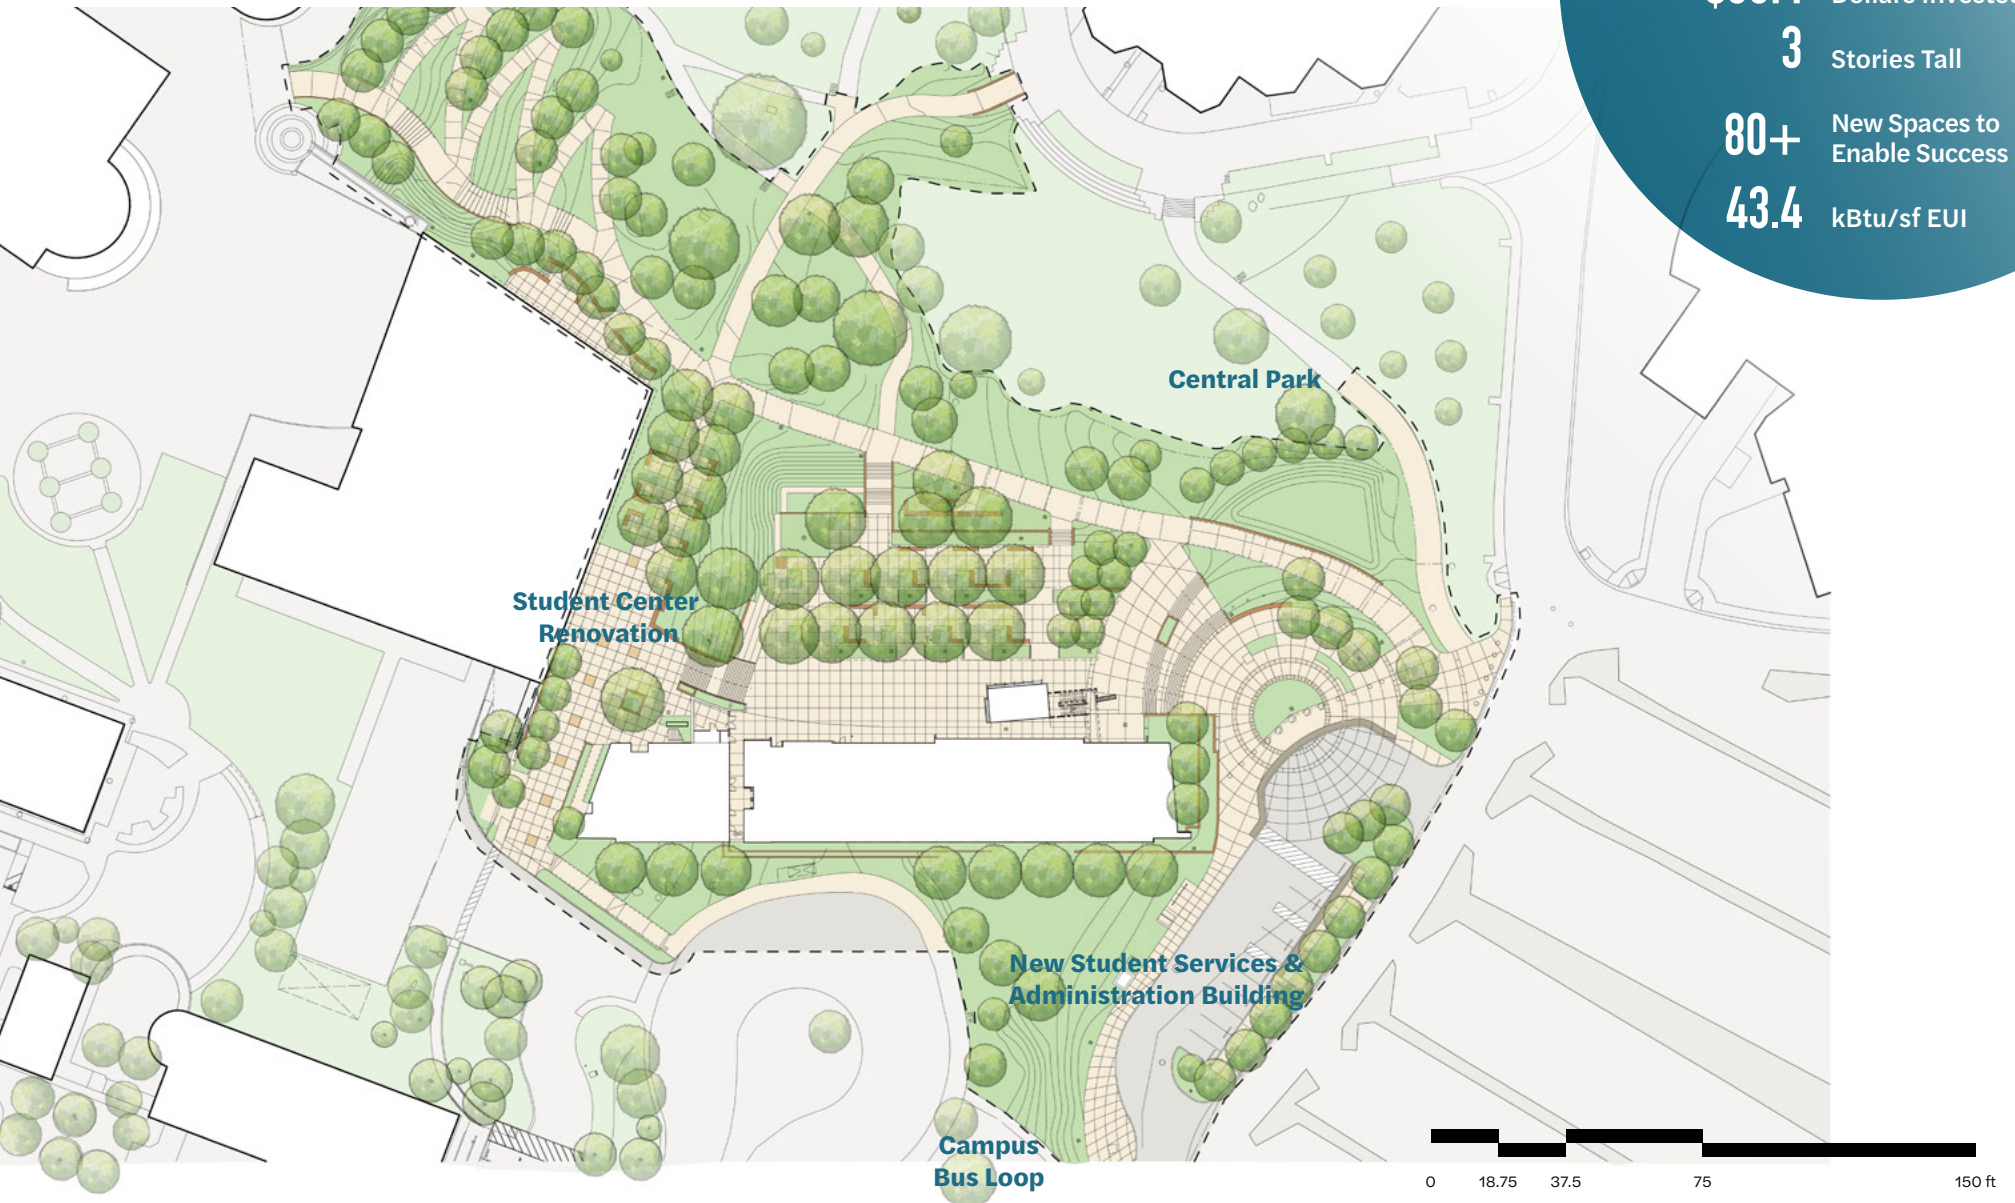 3 Stories Tall
80+ New Spaces to
Enable Success
43.4 kBtu/sf EUI
Central Park
Student Center
Renovation
New Student Services &
Administration Building
Campus
Bus Loop
0 18.75 37.5 75 150 ft